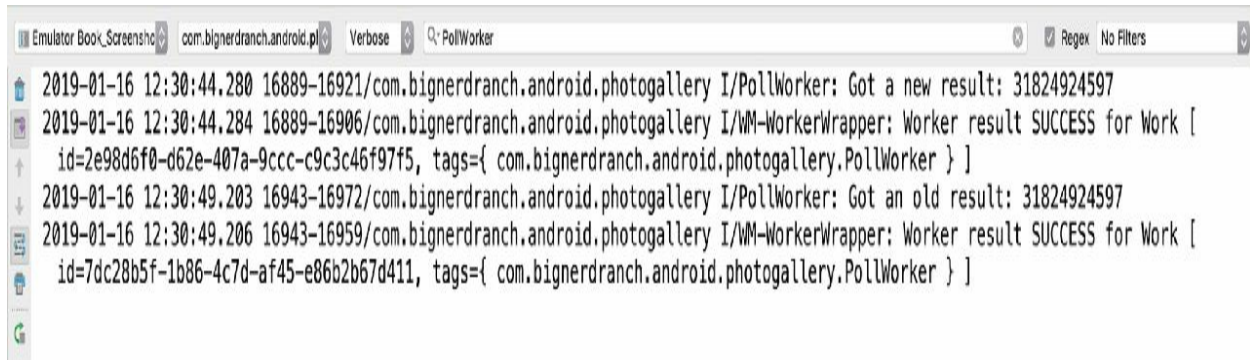 Emulator Book_Screensho com.bignerdranch.android.pl Verbose PollWorker Regex No Filters
2019-01-16 12:30:44.280 16889-16921/com.bignerdranch.android.photogallery I/PollWorker: Got a new result: 31824924597
2019-01-16 12:30:44.284 16889-16906/com.bignerdranch.android.photogallery I/WM-WorkerWrapper: Worker result SUCCESS for Work [
id=2e98d6f0-d62e-407a-9ccc-c9c3c46f97f5, tags={ com.bignerdranch.android.photogallery.PollWorker } ]
2019-01-16 12:30:49.203 16943-16972/com.bignerdranch.android.photogallery I/PollWorker: Got an old result: 31824924597
2019-01-16 12:30:49.206 16943-16959/com.bignerdranch.android.photogallery I/WM-WorkerWrapper: Worker result SUCCESS for Work [
id=7dc28b5f-1b86-4c7d-af45-e86b2b67d411, tags={ com.bignerdranch.android.photogallery.PollWorker } ]